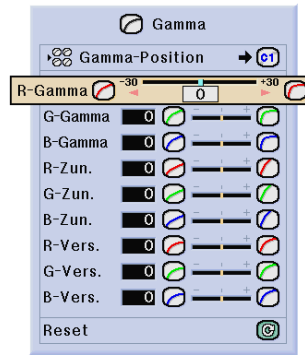 Gamma
Gamma-Position C1
R-Gamma -30 0 +30
G-Gamma 0 - +
B-Gamma 0 - +
R-Zun. 0 - +
G-Zun. 0 - +
B-Zun. 0 - +
R-Vers. 0 - +
G-Vers. 0 - +
B-Vers. 0 - +
Reset